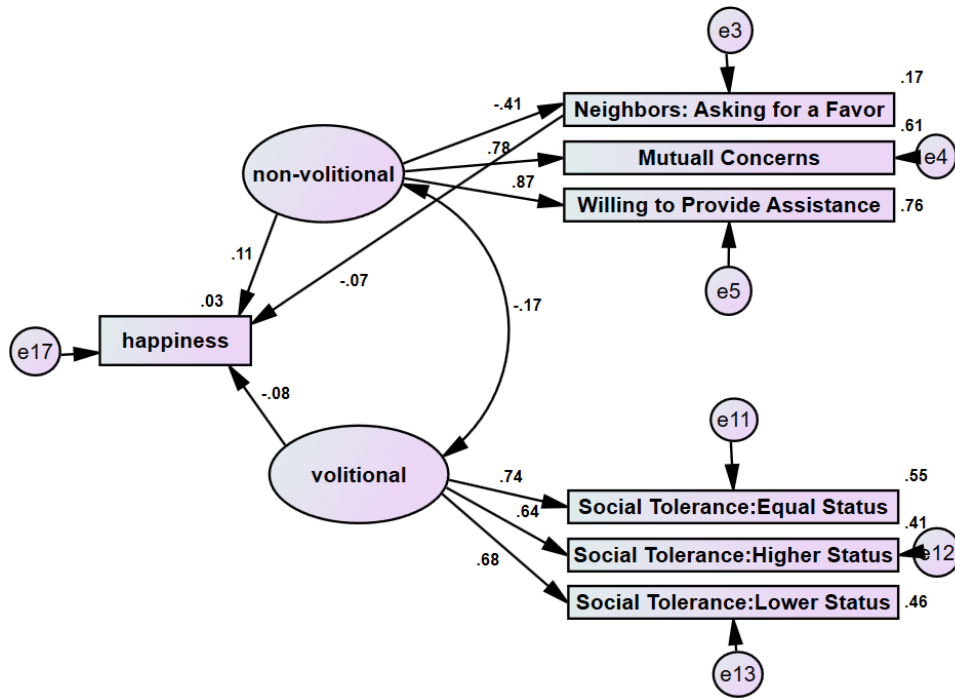 e3
.17
-.41
Neighbors: Asking for a Favor
.61
non-volitional
.78
Mutuall Concerns
e4
.87
Willing to Provide Assistance
.76
.11
-.07
e5
.03
-.17
happiness
e17
-.08
e11
volitional
.74
.55
Social Tolerance:Equal Status
.64
.41
Social Tolerance:Higher Status
e12
.68
Social Tolerance:Lower Status
.46
e13